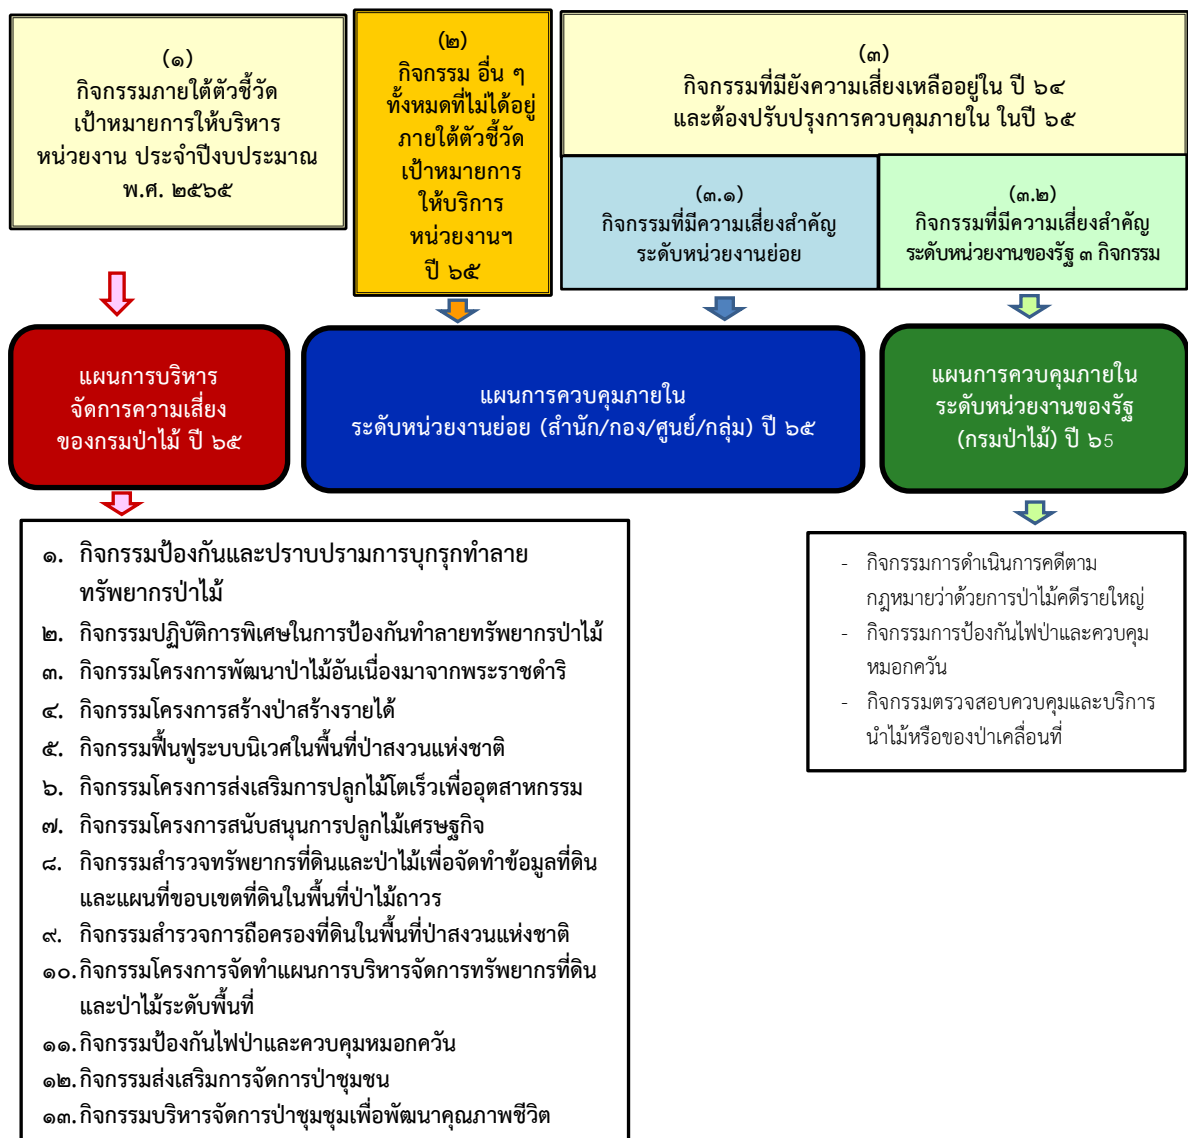 (๑)
กิจกรรมภายใต้ตัวชี้วัด
เป้าหมายการให้บริหาร
หน่วยงาน ประจำปีงบประมาณ
พ.ศ. ๒๕๖๕
(๒)
กิจกรรม อื่น ๆ
ทั้งหมดที่ไม่ได้อยู่
ภายใต้ตัวชี้วัด
เป้าหมายการ
ให้บริการ
หน่วยงานฯ
ปี ๖๕
(๓)
กิจกรรมที่มียังความเสี่ยงเหลืออยู่ใน ปี ๖๔
และต้องปรับปรุงการควบคุมภายใน ในปี ๖๕
(๓.๑)
กิจกรรมที่มีความเสี่ยงสำคัญ
ระดับหน่วยงานย่อย
(๓.๒)
กิจกรรมที่มีความเสี่ยงสำคัญ
ระดับหน่วยงานของรัฐ ๓ กิจกรรม
แผนการบริหาร
จัดการความเสี่ยง
ของกรมป่าไม้ ปี ๖๕
แผนการควบคุมภายใน
ระดับหน่วยงานย่อย (สำนัก/กอง/ศูนย์/กลุ่ม) ปี ๖๕
แผนการควบคุมภายใน
ระดับหน่วยงานของรัฐ
(กรมป่าไม้) ปี ๖5
๑. กิจกรรมป้องกันและปราบปรามการบุกรุกทำลาย
ทรัพยากรป่าไม้
๒. กิจกรรมปฏิบัติการพิเศษในการป้องกันทำลายทรัพยากรป่าไม้
๓. กิจกรรมโครงการพัฒนาป่าไม้อันเนื่องมาจากพระราชดำริ
๔. กิจกรรมโครงการสร้างป่าสร้างรายได้
๕. กิจกรรมฟื้นฟูระบบนิเวศในพื้นที่ป่าสงวนแห่งชาติ
๖. กิจกรรมโครงการส่งเสริมการปลูกไม้โตเร็วเพื่ออุตสาหกรรม
๗. กิจกรรมโครงการสนับสนุนการปลูกไม้เศรษฐกิจ
๘. กิจกรรมสำรวจทรัพยากรที่ดินและป่าไม้เพื่อจัดทำข้อมูลที่ดิน
และแผนที่ขอบเขตที่ดินในพื้นที่ป่าไม้ถาวร
๙. กิจกรรมสำรวจการถือครองที่ดินในพื้นที่ป่าสงวนแห่งชาติ
๑๐. กิจกรรมโครงการจัดทำแผนการบริหารจัดการทรัพยากรที่ดิน
และป่าไม้ระดับพื้นที่
๑๑. กิจกรรมป้องกันไฟป่าและควบคุมหมอกควัน
๑๒. กิจกรรมส่งเสริมการจัดการป่าชุมชน
๑๓. กิจกรรมบริหารจัดการป่าชุมชุมเพื่อพัฒนาคุณภาพชีวิต
- กิจกรรมการดำเนินการคดีตาม
กฎหมายว่าด้วยการป่าไม้คดีรายใหญ่
- กิจกรรมการป้องกันไฟป่าและควบคุม
หมอกควัน
- กิจกรรมตรวจสอบควบคุมและบริการ
นำไม้หรือของป่าเคลื่อนที่